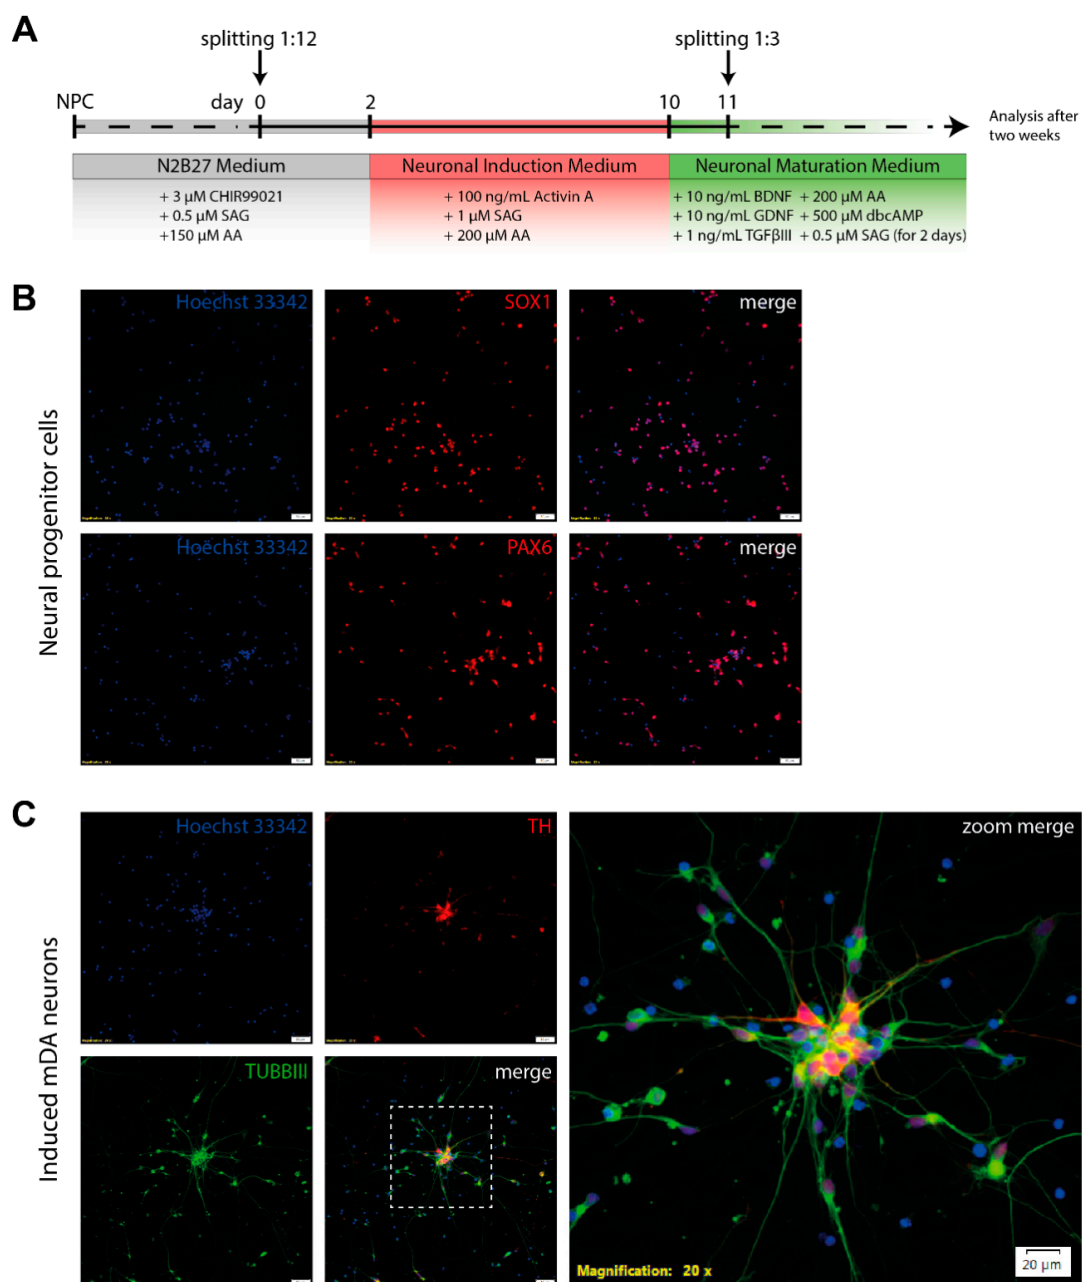 A
splitting 1:12
splitting 1:3
NPC
day
0
2
10
11
Analysis after
two weeks
N2B27 Medium
+ 3 µM CHIR99021
+ 0.5 µM SAG
+150 µM AA
Neuronal Induction Medium
+ 100 ng/mL Activin A
+ 1 µM SAG
+ 200 µM AA
Neuronal Maturation Medium
+ 10 ng/mL BDNF + 200 µM AA
+ 10 ng/mL GDNF + 500 µM dbcAMP
+ 1 ng/mL TGFβIII + 0.5 µM SAG (for 2 days)
B
Neural progenitor cells
Hoechst 33342
SOX1
merge
Hoechst 33342
PAX6
merge
C
Induced mDA neurons
Hoechst 33342
TH
zoom merge
TUBBIII
merge
Magnification: 20 x
20 µm